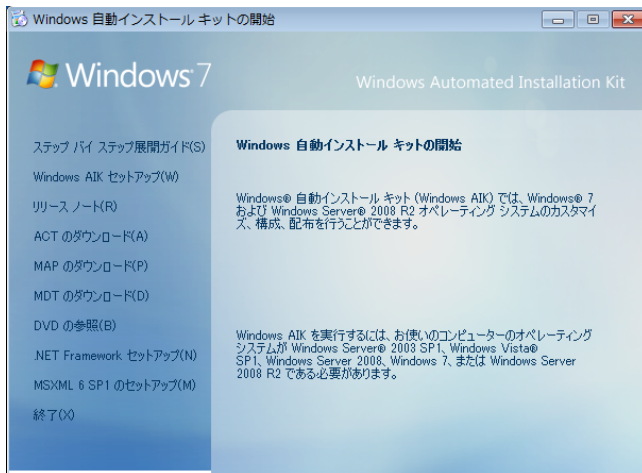 Windows 自動インストール キットの開始
Windows 7
Windows Automated Installation Kit
ステップ バイ ステップ展開ガイド(S)
Windows AIK セットアップ(W)
リリース ノート(R)
ACT のダウンロード(A)
MAP のダウンロード(P)
MDT のダウンロード(D)
DVD の参照(B)
.NET Framework セットアップ(N)
MSXML 6 SP1 のセットアップ(M)
終了(X)
Windows 自動インストール キットの開始
Windows® 自動インストール キット (Windows AIK) では、Windows® 7
および Windows Server® 2008 R2 オペレーティング システムのカスタマイ
ズ、構成、配布を行うことができます。
Windows AIK を実行するには、お使いのコンピューターのオペレーティング
システムが Windows Server® 2003 SP1、Windows Vista®
SP1、Windows Server 2008、Windows 7、または Windows Server
2008 R2 である必要があります。